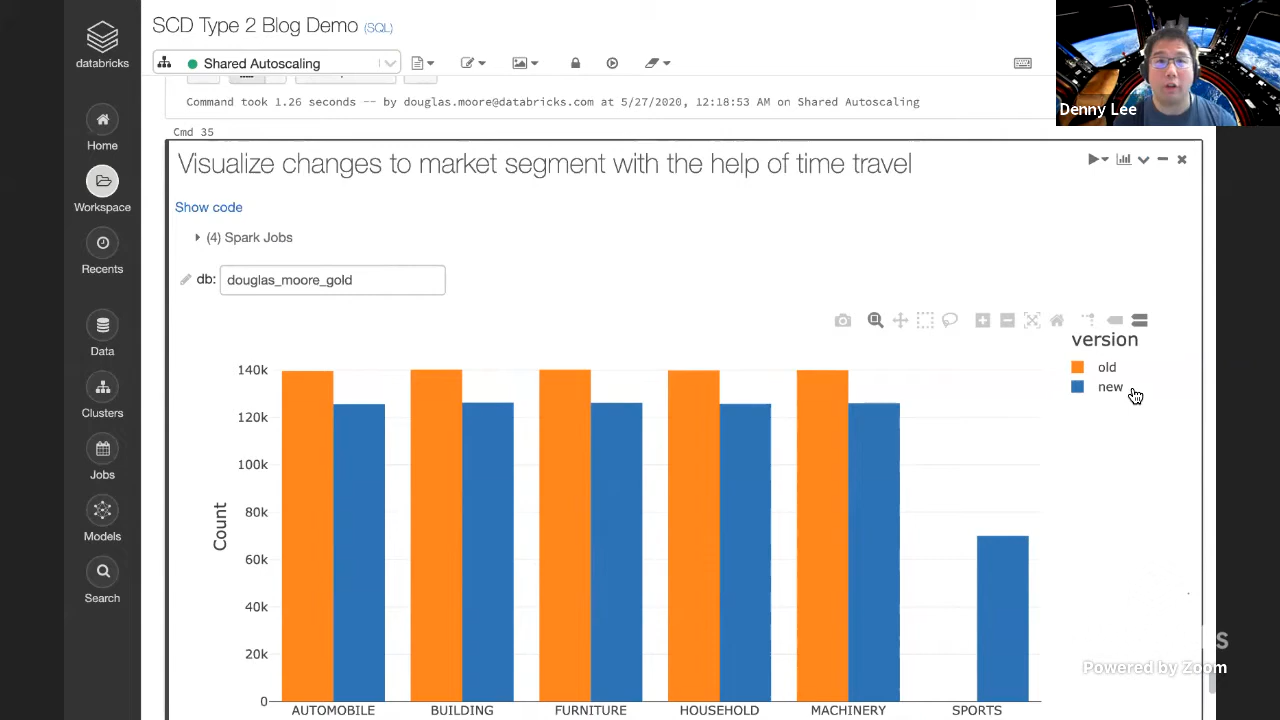 SCD Type 2 Blog Demo (SQL)
databricks
Shared Autoscaling
Denny Lee
Command took 1.26 seconds -- by douglas.moore@databricks.com at 5/27/2020, 12:18:53 AM on Shared Autoscaling
Cmd 35
Home
Workspace
Recents
Data
Clusters
Jobs
Models
Search
Visualize changes to market segment with the help of time travel
Show code
(4) Spark Jobs
db: douglas_moore_gold
version
old
new
140k
120k
100k
80k
60k
40k
20k
0
Count
AUTOMOBILE BUILDING FURNITURE HOUSEHOLD MACHINERY SPORTS
Powered by Zoom